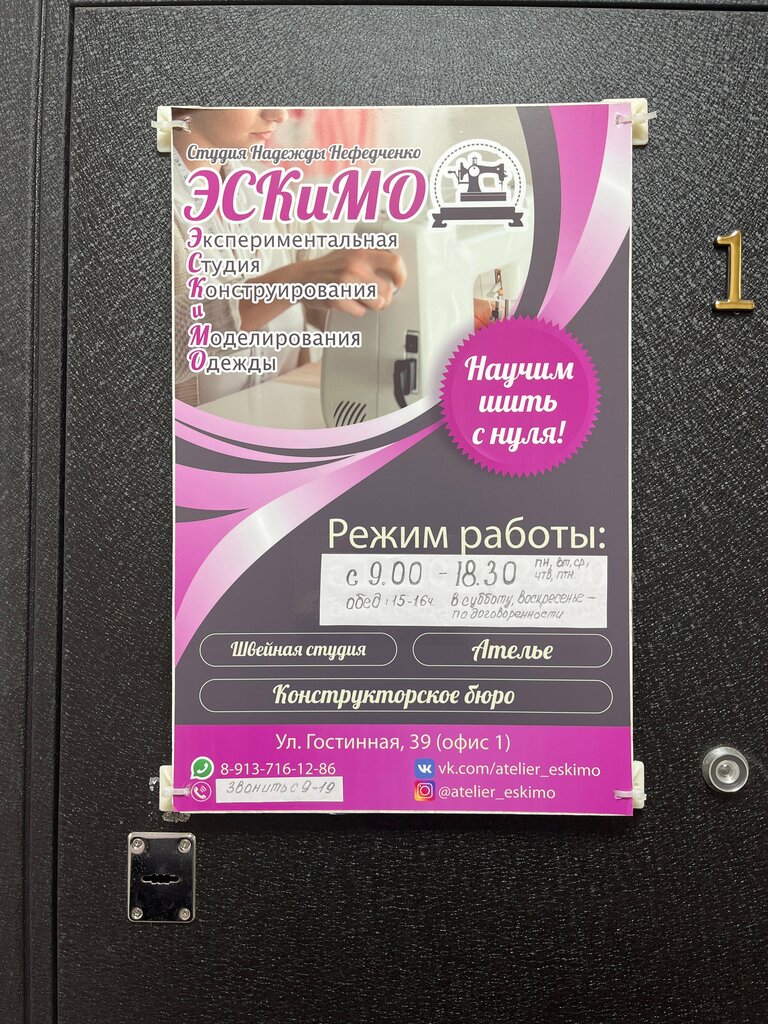 Студия Надежды Нефедченко
ЭСКиМО
Экспериментальная
Студия
Конструирования
и
Моделирования
Одежды
Научим
шить
с нуля!
1
Режим работы:
с 9.00 - 18.30 пн, вт, ср,
чтв, птн.
обед: 15-16ч. в субботу, воскресенье –
по договоренности
Швейная студия
Ателье
Конструкторское бюро
Ул. Гостинная, 39 (офис 1)
8-913-716-12-86
vk.com/atelier_eskimo
Звонить с 9-19
@atelier_eskimo